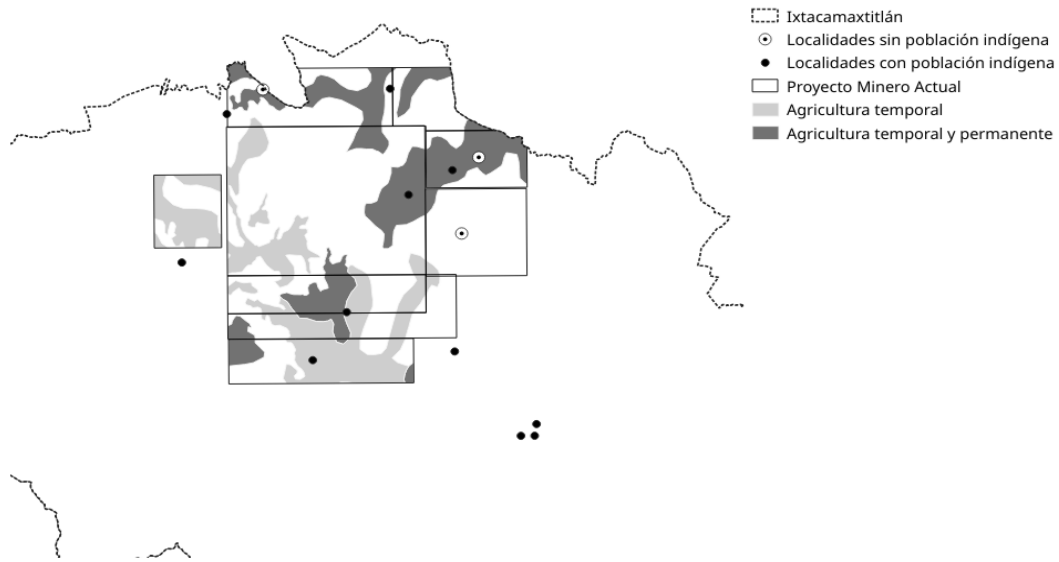 Ixtacamaxtitlán
Localidades sin población indígena
Localidades con población indígena
Proyecto Minero Actual
Agricultura temporal
Agricultura temporal y permanente